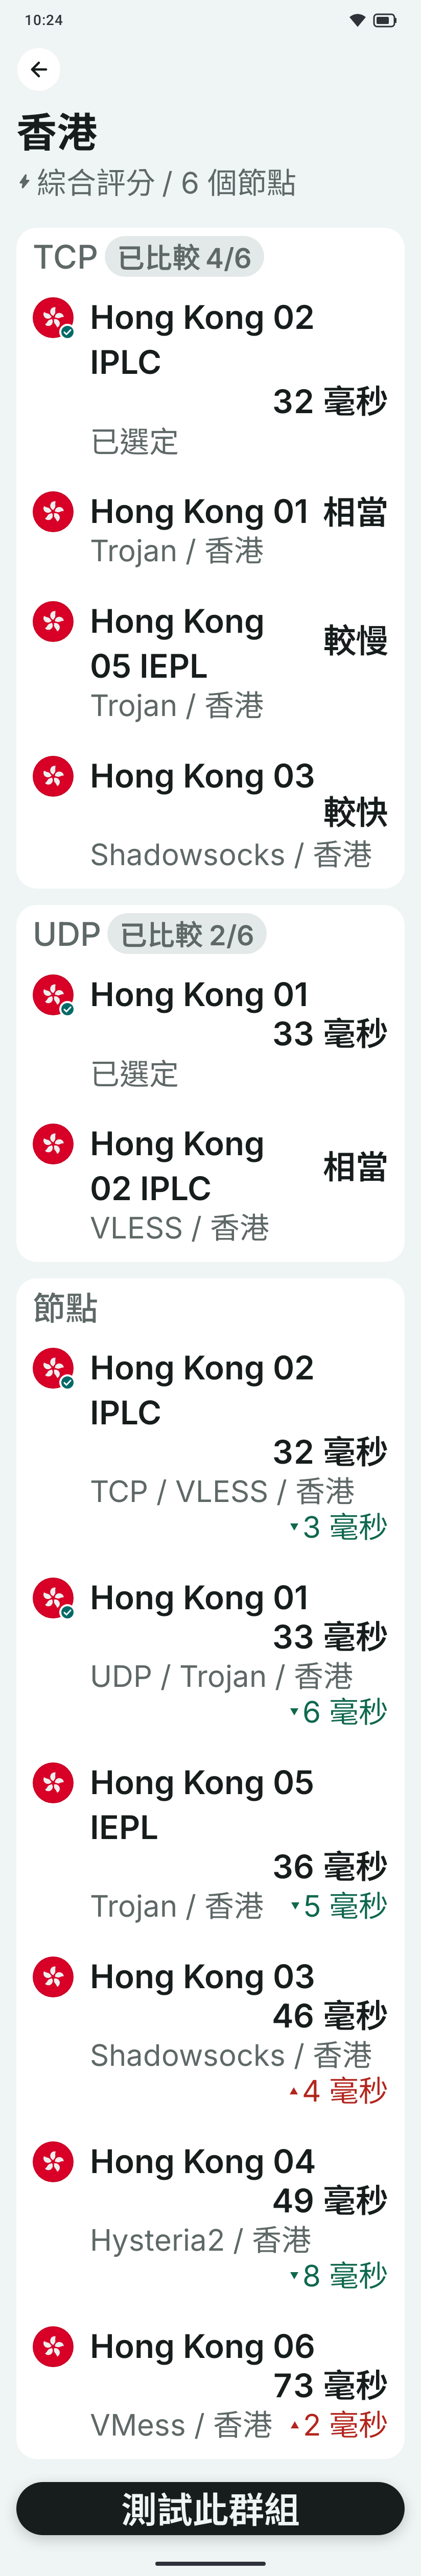 10:24
香港
綜合評分 / 6 個節點
TCP 已比較 4/6
Hong Kong 02
IPLC
32 毫秒
已選定
Hong Kong 01 相當
Trojan / 香港
Hong Kong
05 IEPL
較慢
Trojan / 香港
Hong Kong 03
較快
Shadowsocks / 香港
UDP 已比較 2/6
Hong Kong 01
33 毫秒
已選定
Hong Kong
02 IPLC
相當
VLESS / 香港
節點
Hong Kong 02
IPLC
32 毫秒
TCP / VLESS / 香港
▼3 毫秒
Hong Kong 01
33 毫秒
UDP / Trojan / 香港
▼6 毫秒
Hong Kong 05
IEPL
36 毫秒
Trojan / 香港 ▼5 毫秒
Hong Kong 03
46 毫秒
Shadowsocks / 香港
▲4 毫秒
Hong Kong 04
49 毫秒
Hysteria2 / 香港
▼8 毫秒
Hong Kong 06
73 毫秒
VMess / 香港 ▲2 毫秒
測試此群組